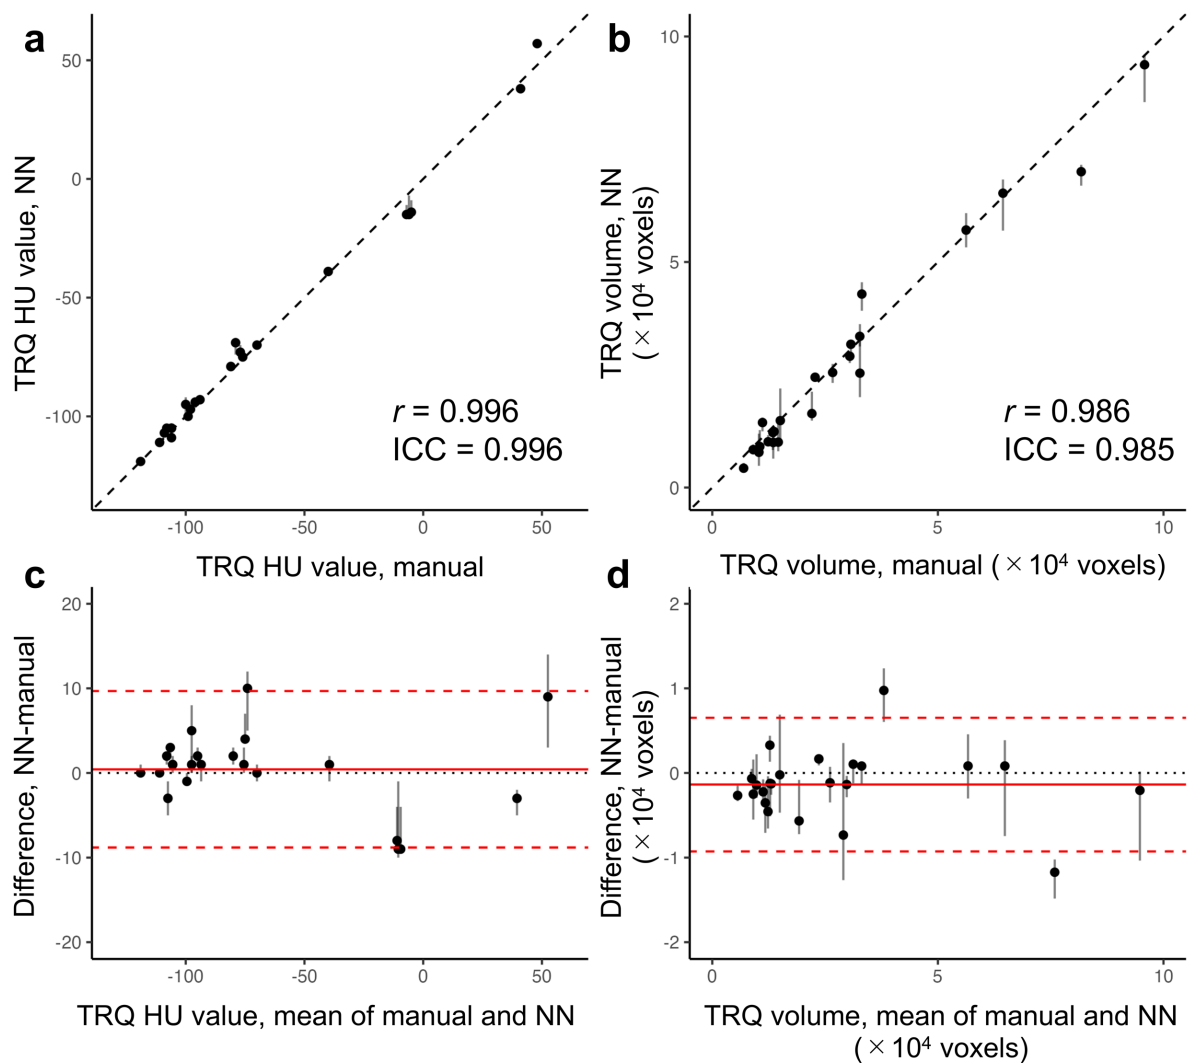 a
50
0
-50
-100
TRQ HU value, NN
r = 0.996
ICC = 0.996
-100
-50
0
50
TRQ HU value, manual
b
10
5
0
TRQ volume, NN
(×10⁴ voxels)
r = 0.986
ICC = 0.985
0
5
10
TRQ volume, manual (×10⁴ voxels)
c
20
10
0
-10
-20
Difference, NN-manual
-100
-50
0
50
TRQ HU value, mean of manual and NN
d
2
1
0
-1
-2
Difference, NN-manual
(×10⁴ voxels)
0
5
10
TRQ volume, mean of manual and NN
(×10⁴ voxels)